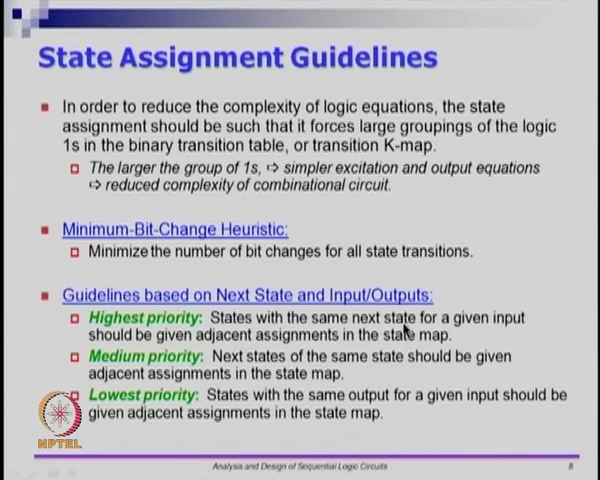 State Assignment Guidelines
In order to reduce the complexity of logic equations, the state
assignment should be such that it forces large groupings of the logic
1s in the binary transition table, or transition K-map.
The larger the group of 1s, ⇨ simpler excitation and output equations
⇨ reduced complexity of combinational circuit.
Minimum-Bit-Change Heuristic:
Minimize the number of bit changes for all state transitions.
Guidelines based on Next State and Input/Outputs:
Highest priority: States with the same next state for a given input
should be given adjacent assignments in the state map.
Medium priority: Next states of the same state should be given
adjacent assignments in the state map.
Lowest priority: States with the same output for a given input should be
given adjacent assignments in the state map.
NPTEL
Analysis and Design of Sequential Logic Circuits
8